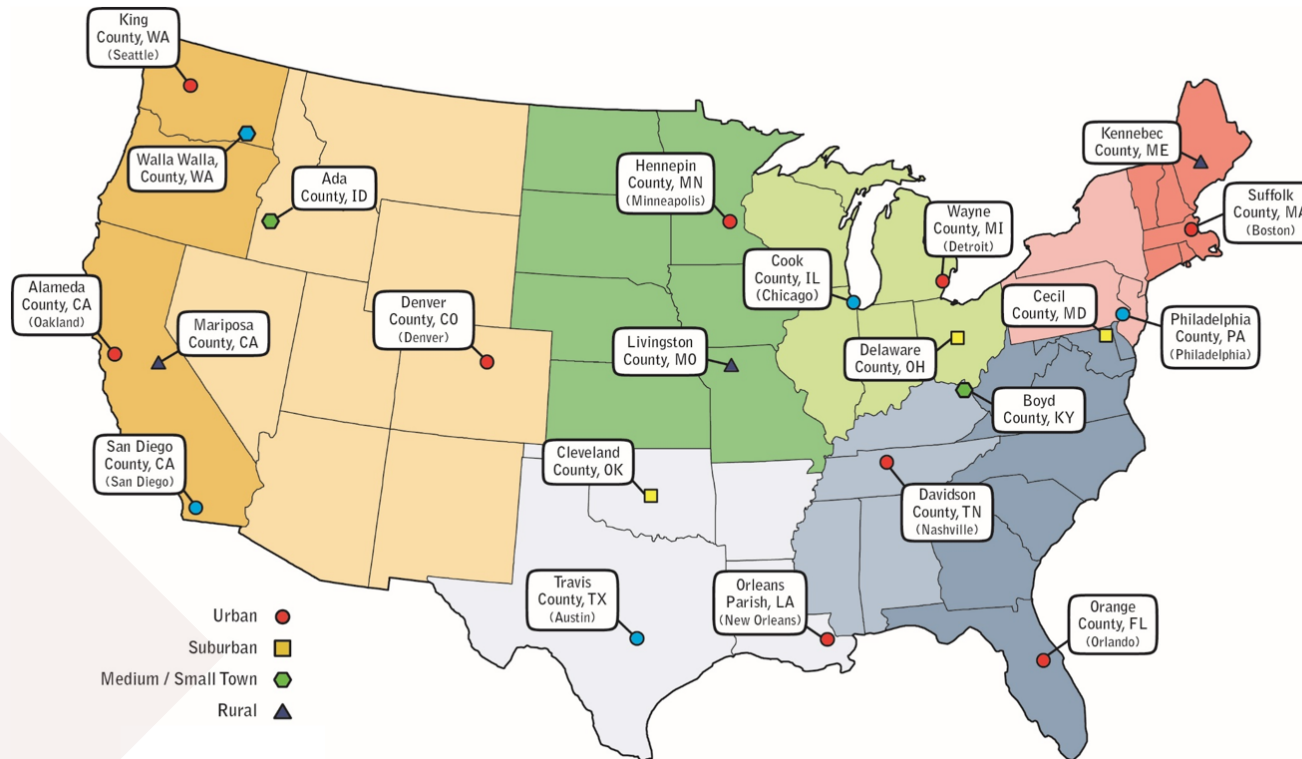 King
County, WA
(Seattle)
Walla Walla,
County, WA
Ada
County, ID
Hennepin
County, MN
(Minneapolis)
Kennebec
County, ME
Suffolk
County, MA
(Boston)
Wayne
County, MI
(Detroit)
Cook
County, IL
(Chicago)
Alameda
County, CA
(Oakland)
Mariposa
County, CA
Denver
County, CO
(Denver)
Livingston
County, MO
Delaware
County, OH
Cecil
County, MD
Philadelphia
County, PA
(Philadelphia)
Boyd
County, KY
San Diego
County, CA
(San Diego)
Cleveland
County, OK
Davidson
County, TN
(Nashville)
Travis
County, TX
(Austin)
Orleans
Parish, LA
(New Orleans)
Orange
County, FL
(Orlando)
Urban
Suburban
Medium / Small Town
Rural